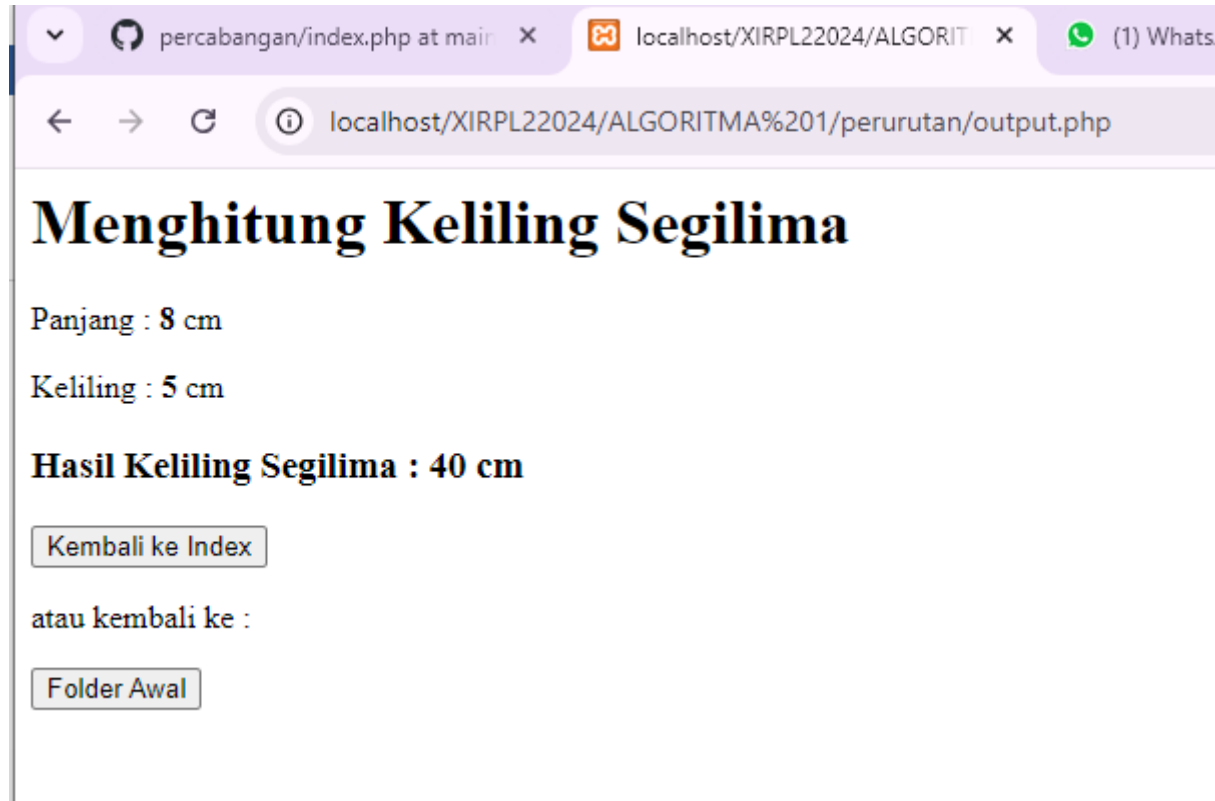 percabangan/index.php at main
localhost/XIRPL22024/ALGORIT
(1) Whats
localhost/XIRPL22024/ALGORITMA%201/perurutan/output.php
Menghitung Keliling Segilima
Panjang : 8 cm
Keliling : 5 cm
Hasil Keliling Segilima : 40 cm
Kembali ke Index
atau kembali ke :
Folder Awal